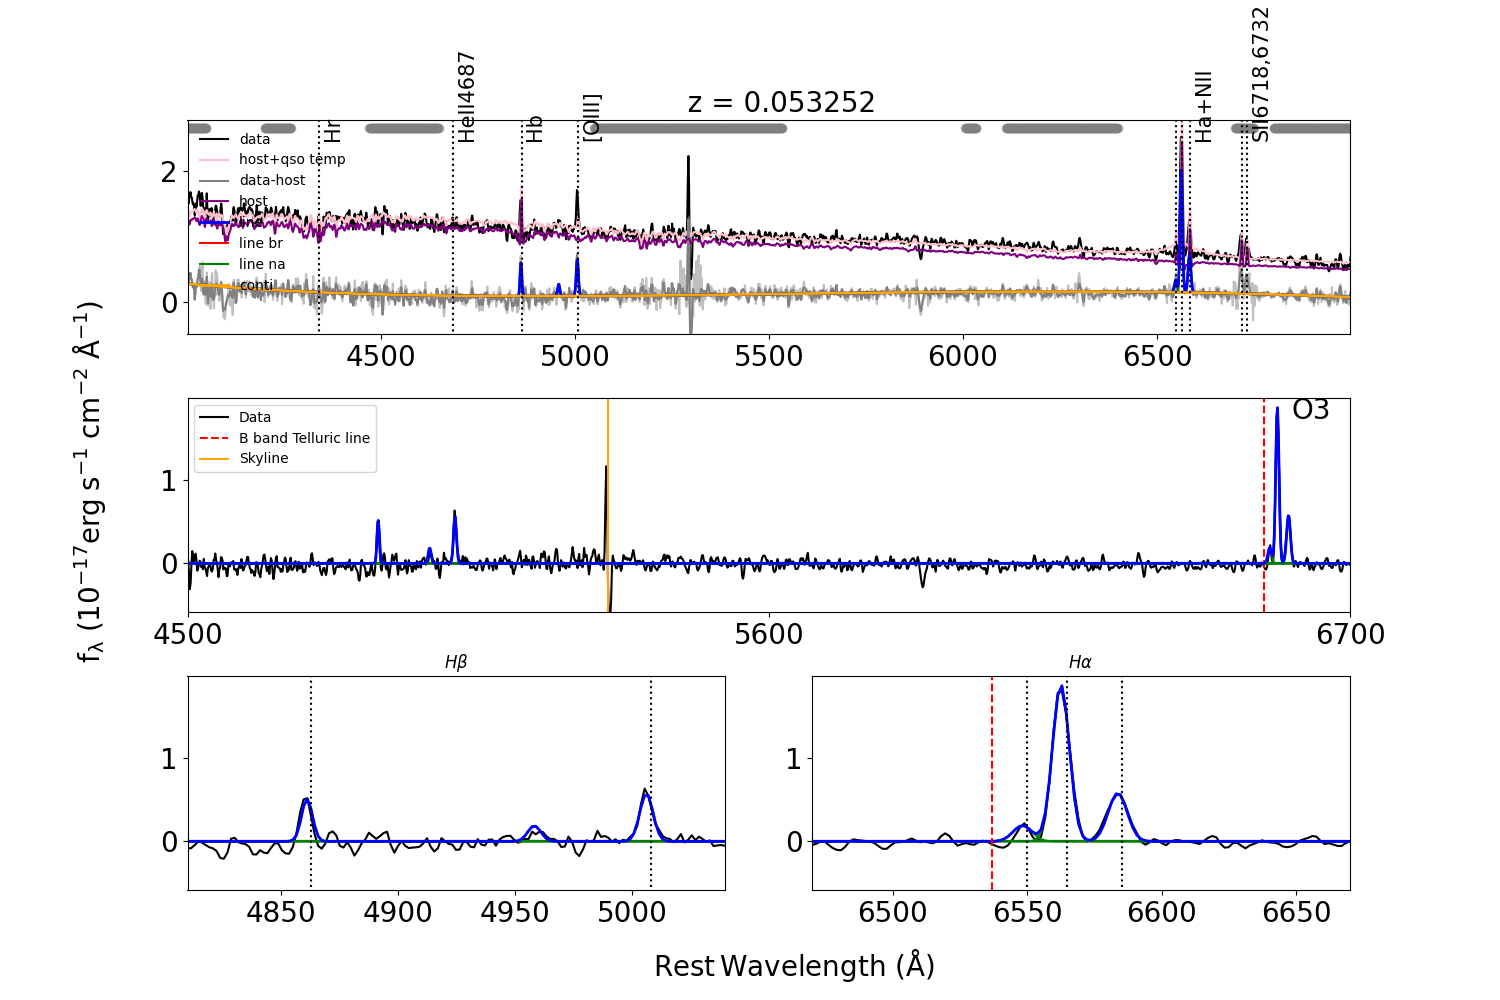 z = 0.053252
Hr
HeII4687
Hb
[OIII]
Ha+NII
SII6718,6732
data
host+qso temp
data-host
host
line br
line na
conti
2
0
4500
5000
5500
6000
6500
f_λ (10^−17 erg s^−1 cm^−2 Å^−1)
O3
Data
B band Telluric line
Skyline
1
0
4500
5600
6700
Hβ
1
0
4850
4900
4950
5000
Hα
1
0
6500
6550
6600
6650
Rest Wavelength (Å)